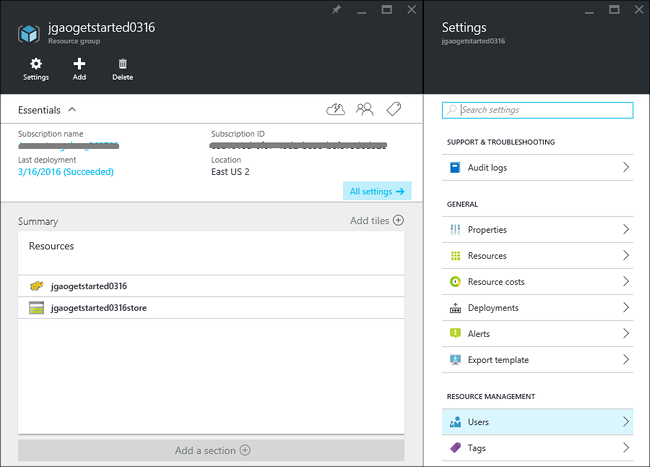 jgaogetstarted0316
Resource group
Settings
Add
Delete
Essentials
Subscription name
Subscription ID
Last deployment
3/16/2016 (Succeeded)
Location
East US 2
All settings
Summary
Add tiles
Resources
jgaogetstarted0316
jgaogetstarted0316store
Add a section
Settings
jgaogetstarted0316
Search settings
SUPPORT & TROUBLESHOOTING
Audit logs
GENERAL
Properties
Resources
Resource costs
Deployments
Alerts
Export template
RESOURCE MANAGEMENT
Users
Tags